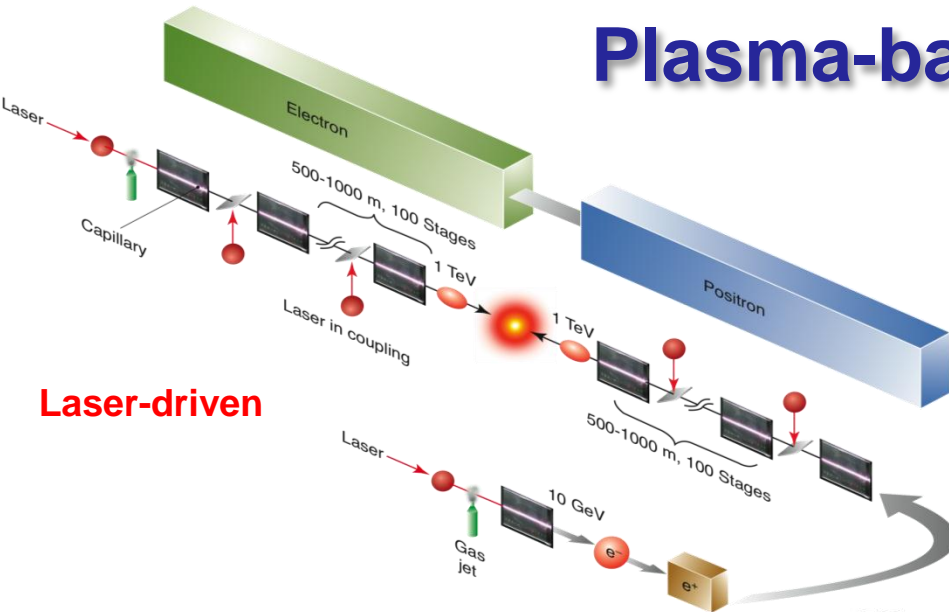 Plasma-ba
Electron
Laser
500-1000 m, 100 Stages
Capillary
1 TeV
Positron
Laser in coupling
1 TeV
Laser-driven
500-1000 m, 100 Stages
Laser
10 GeV
Gas
jet
e−
e+